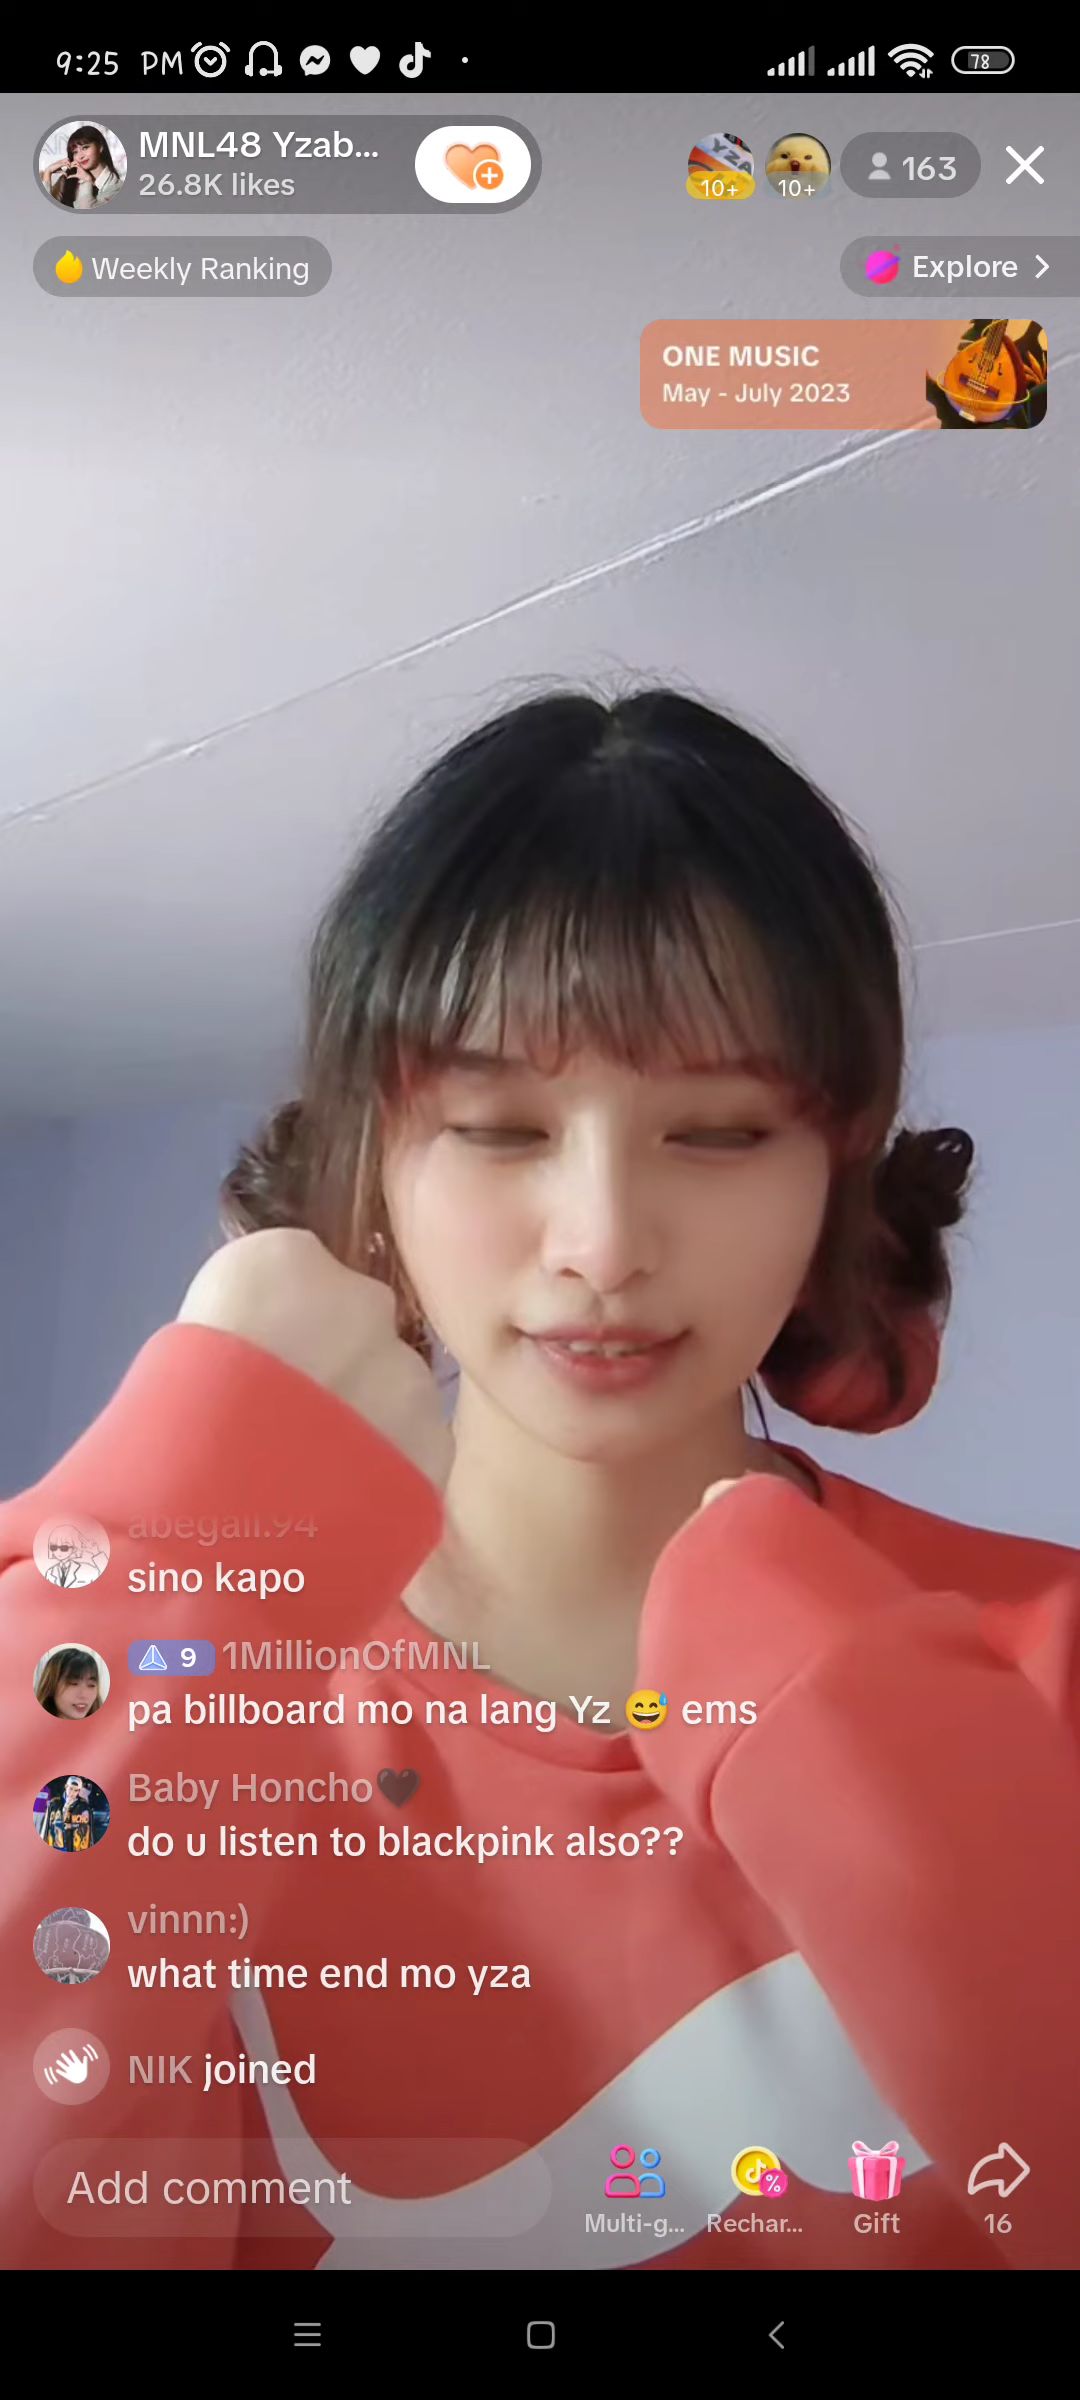 9:25 PM
78
MNL48 Yzab...
26.8K likes
10+
10+
163
Weekly Ranking
Explore
ONE MUSIC
May - July 2023
abegail.94
sino kapo
9 1MillionOfMNL
pa billboard mo na lang Yz 😅 ems
Baby Honcho🖤
do u listen to blackpink also??
vinnn:)
what time end mo yza
NIK joined
Add comment
Multi-g...
Rechar...
Gift
16